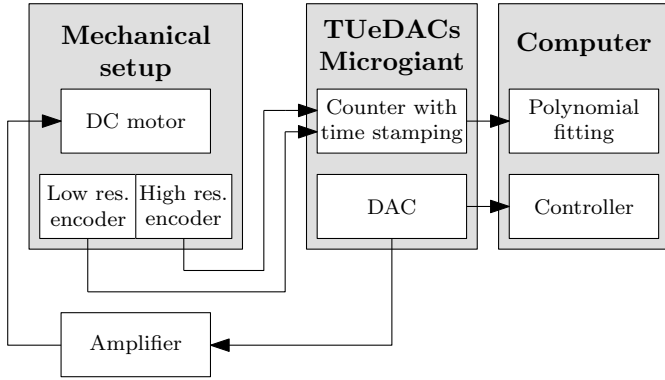 Mechanical
setup
DC motor
Low res.
encoder
High res.
encoder
TUeDACs
Microgiant
Counter with
time stamping
DAC
Computer
Polynomial
fitting
Controller
Amplifier